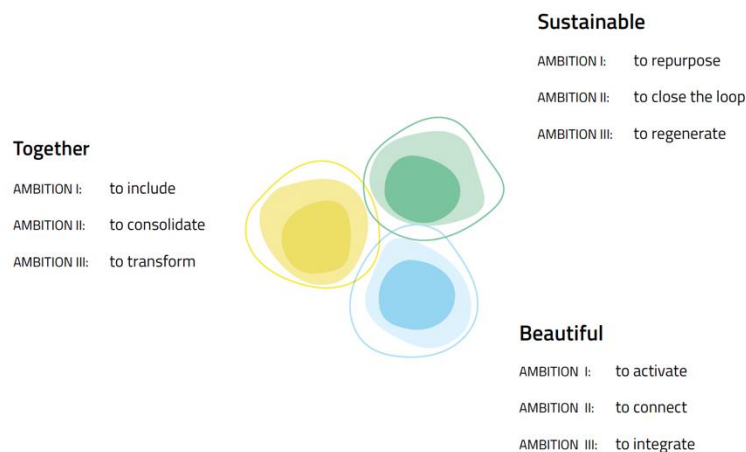 Sustainable
AMBITION I: to repurpose
AMBITION II: to close the loop
AMBITION III: to regenerate
Together
AMBITION I: to include
AMBITION II: to consolidate
AMBITION III: to transform
Beautiful
AMBITION I: to activate
AMBITION II: to connect
AMBITION III: to integrate